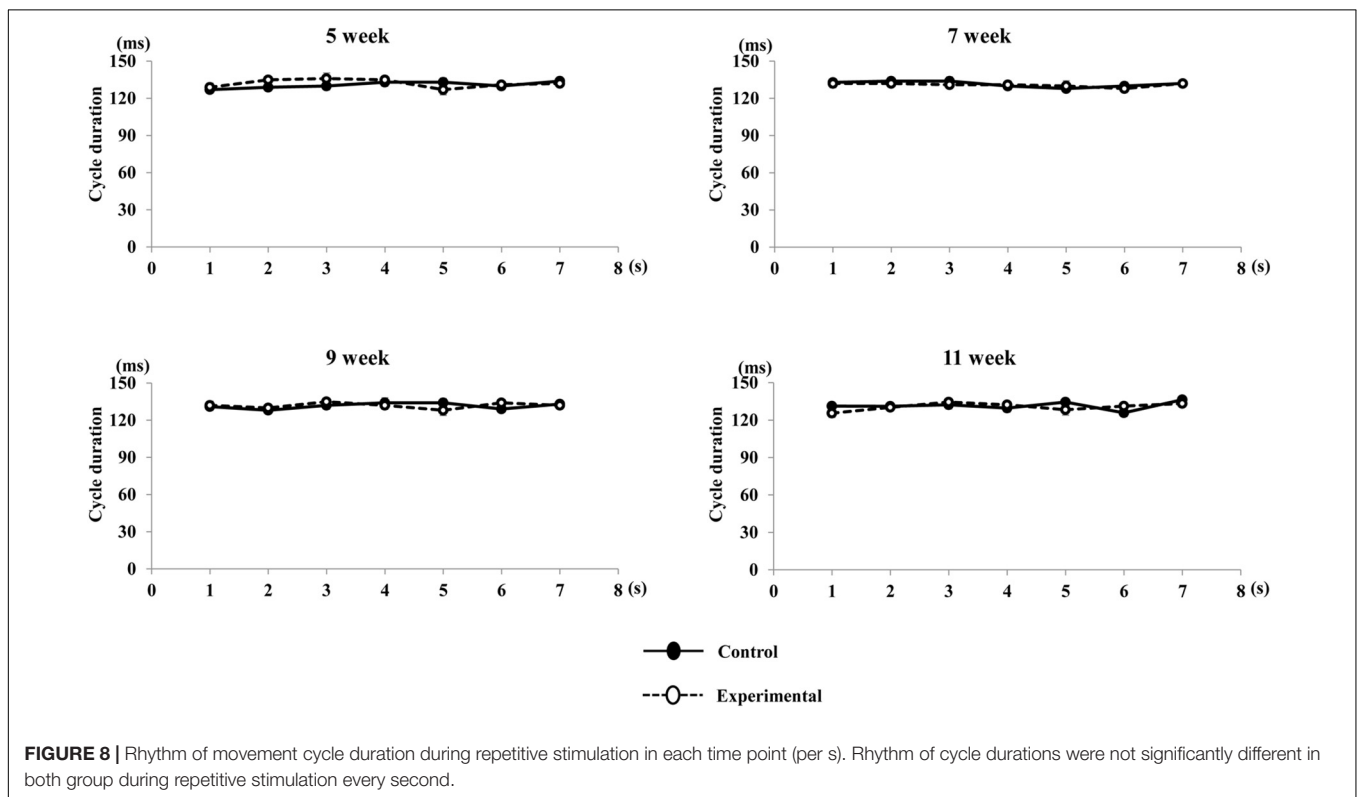 5 week
(ms)
150
120
90
60
30
0
Cycle duration
0 1 2 3 4 5 6 7 8 (s)
7 week
(ms)
150
120
90
60
30
0
Cycle duration
0 1 2 3 4 5 6 7 8 (s)
9 week
(ms)
150
120
90
60
30
0
Cycle duration
0 1 2 3 4 5 6 7 8 (s)
11 week
(ms)
150
120
90
60
30
0
Cycle duration
0 1 2 3 4 5 6 7 8 (s)
Control
Experimental
FIGURE 8 | Rhythm of movement cycle duration during repetitive stimulation in each time point (per s). Rhythm of cycle durations were not significantly different in
both group during repetitive stimulation every second.